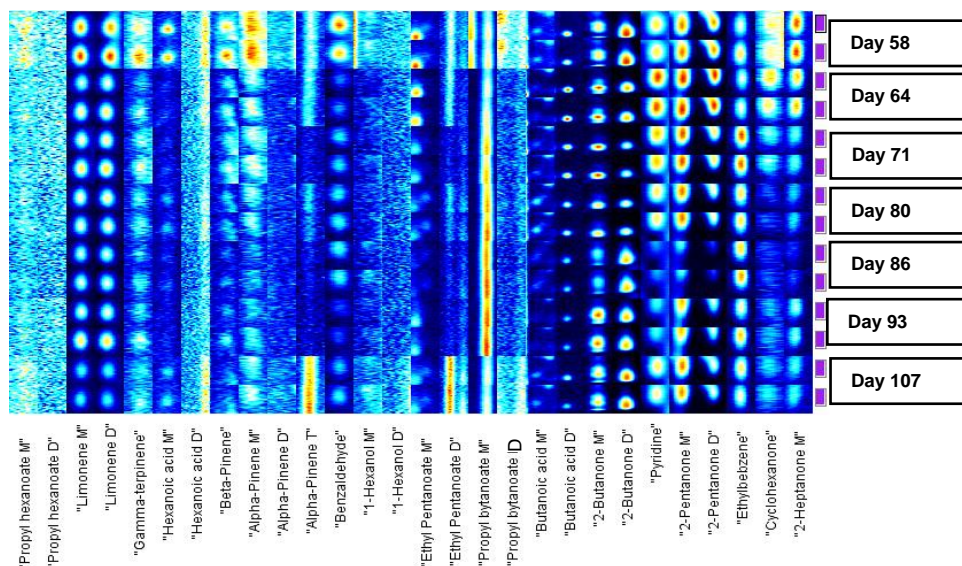 Day 58
Day 64
Day 71
Day 80
Day 86
Day 93
Day 107
"Propyl hexanoate M"
"Propyl hexanoate D"
"Limonene M"
"Limonene D"
"Gamma-terpinene"
"Hexanoic acid M"
"Hexanoic acid D"
"Beta-Pinene"
"Alpha-Pinene M"
"Alpha-Pinene D"
"Alpha-Pinene T"
"Benzaldehyde"
"1-Hexanol M"
"1-Hexanol D"
"Ethyl Pentanoate M"
"Ethyl Pentanoate D"
"Propyl bytanoate M"
"Propyl bytanoate D
"Butanoic acid M"
"Butanoic acid D"
"2-Butanone M"
"2-Butanone D"
"Pyridine"
"2-Pentanone M"
"2-Pentanone D"
"Ethylbebzene"
"Cyclohexanone"
"2-Heptanone M"